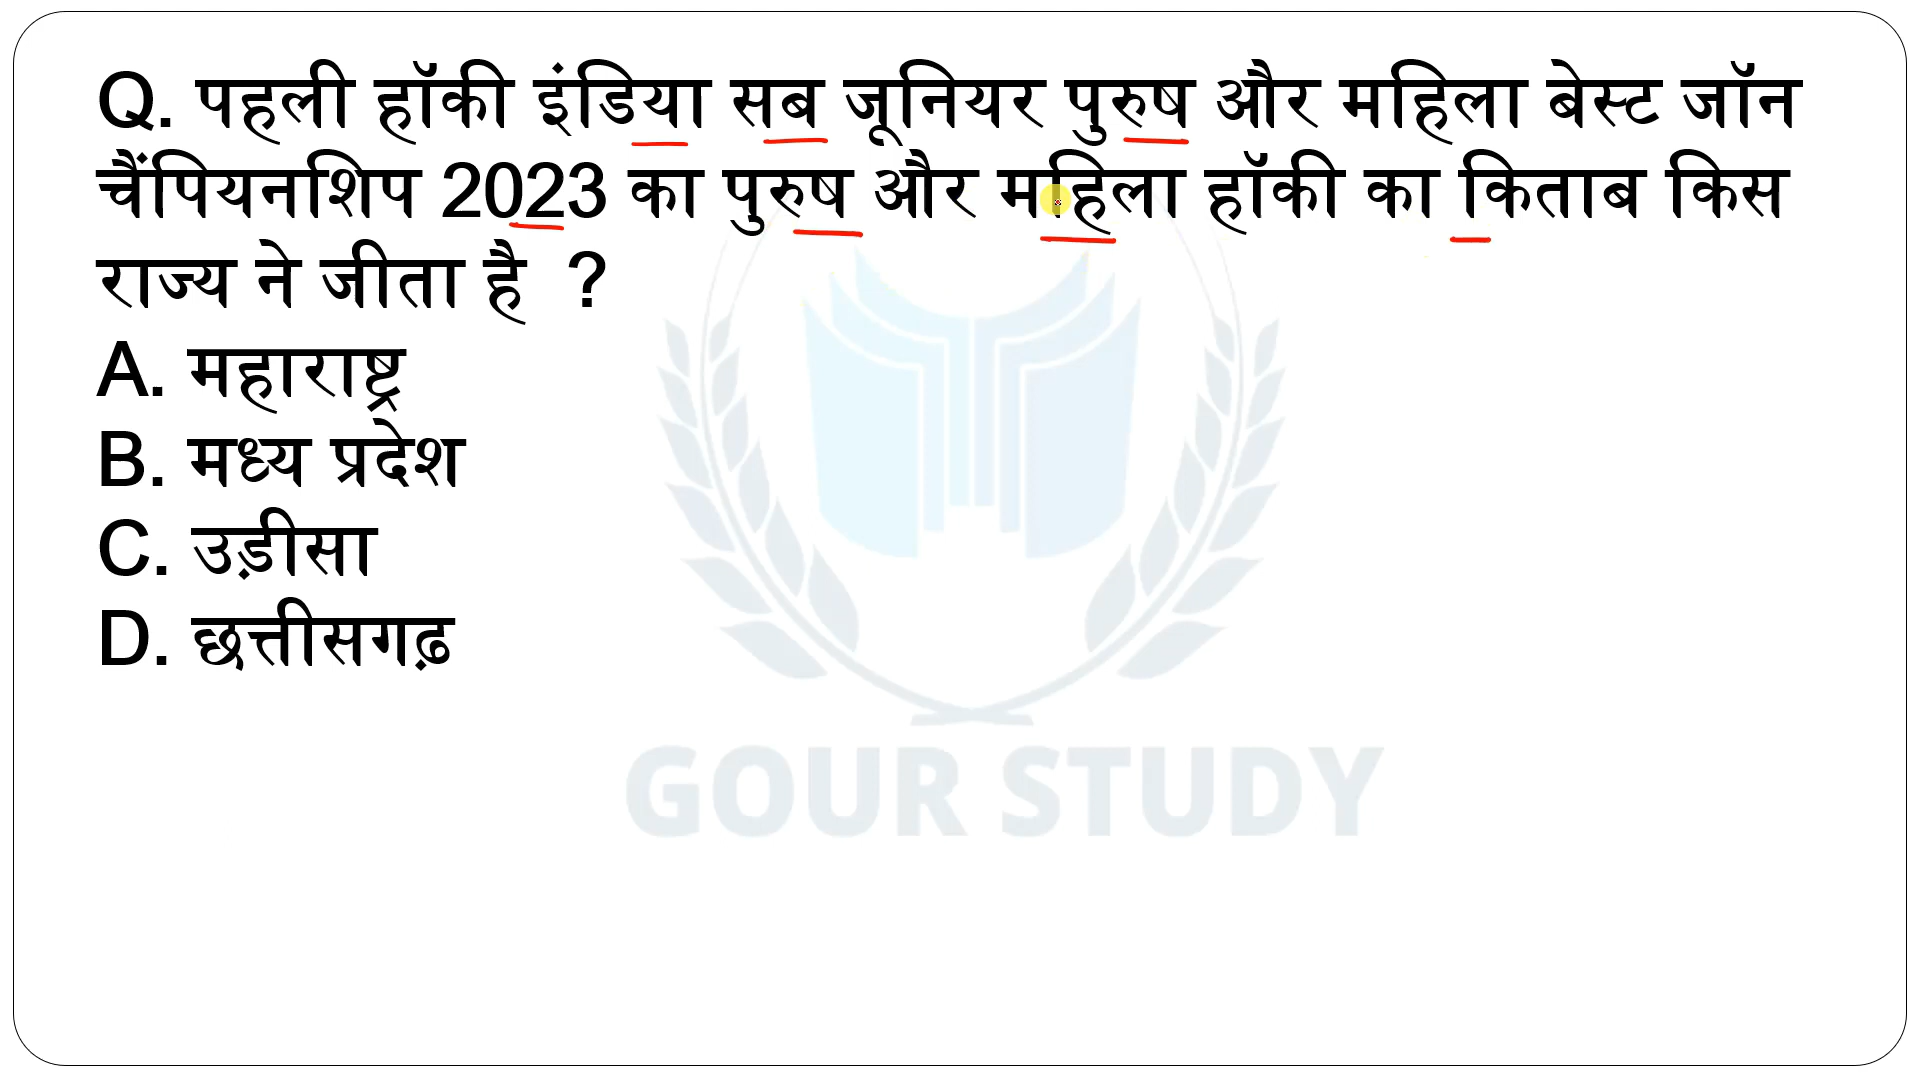 Q. पहली हॉकी इंडिया सब जूनियर पुरुष और महिला बेस्ट जॉन
चैंपियनशिप 2023 का पुरुष और महिला हॉकी का किताब किस
राज्य ने जीता है ?
A. महाराष्ट्र
B. मध्य प्रदेश
C. उड़ीसा
D. छत्तीसगढ़
GOUR STUDY